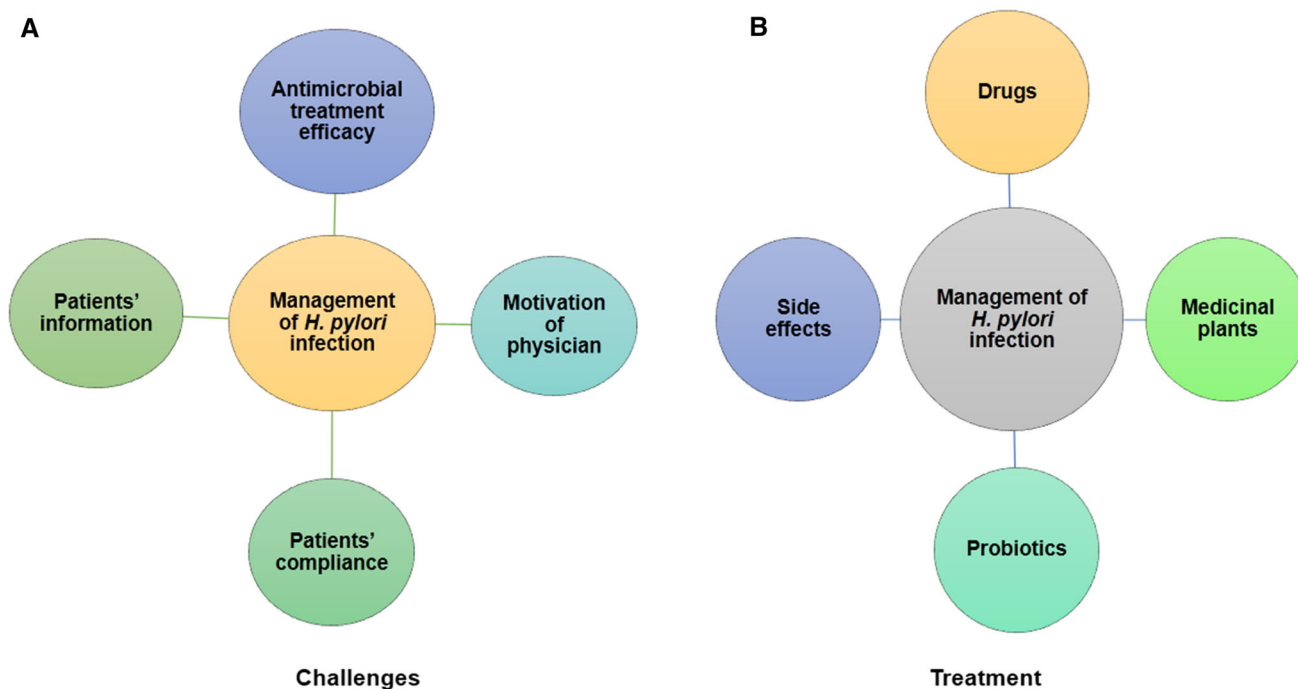 A
Antimicrobial
treatment
efficacy
Patients’
information
Management
of H. pylori
infection
Motivation
of
physician
Patients’
compliance
Challenges
B
Drugs
Side
effects
Management of
H. pylori
infection
Medicinal
plants
Probiotics
Treatment